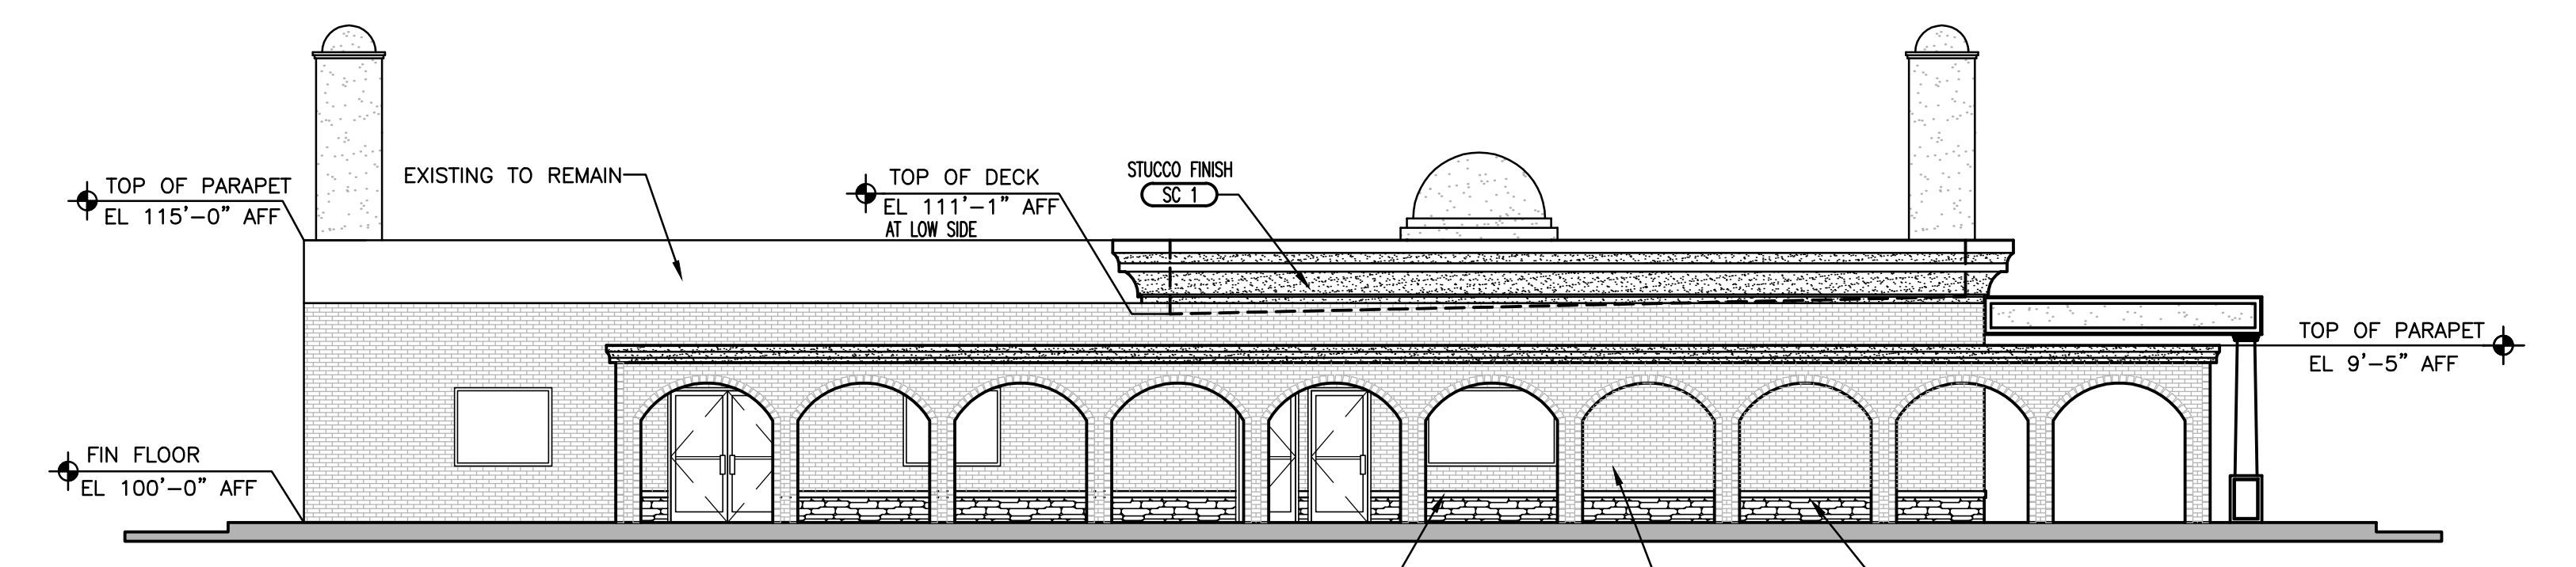 STUCCO FINISH
SC 1
TOP OF PARAPET
EL 115'-0" AFF
EXISTING TO REMAIN
TOP OF DECK
EL 111'-1" AFF
AT LOW SIDE
TOP OF PARAPET
EL 9'-5" AFF
FIN FLOOR
EL 100'-0" AFF